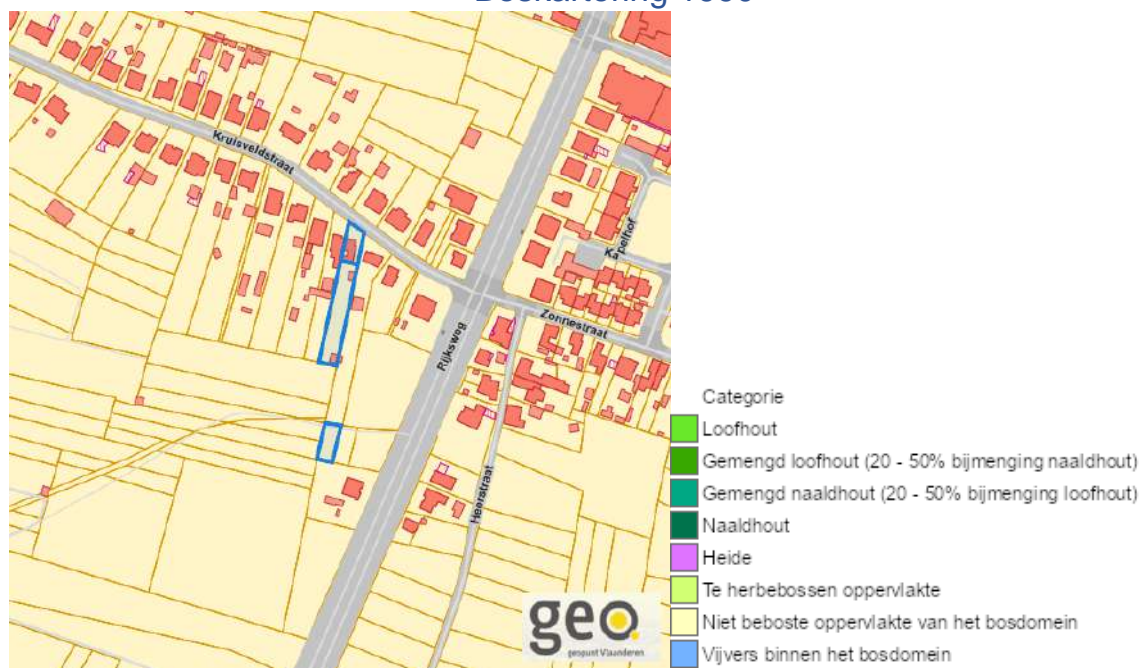 Kruisveldstraat
Kapelhof
Zonnestraat
Rijksweg
Heerstraat
geo.
geopunt Vlaanderen
Categorie
Loofhout
Gemengd loofhout (20 - 50% bijmenging naaldhout)
Gemengd naaldhout (20 - 50% bijmenging loofhout)
Naaldhout
Heide
Te herbebossen oppervlakte
Niet beboste oppervlakte van het bosdomein
Vijvers binnen het bosdomein